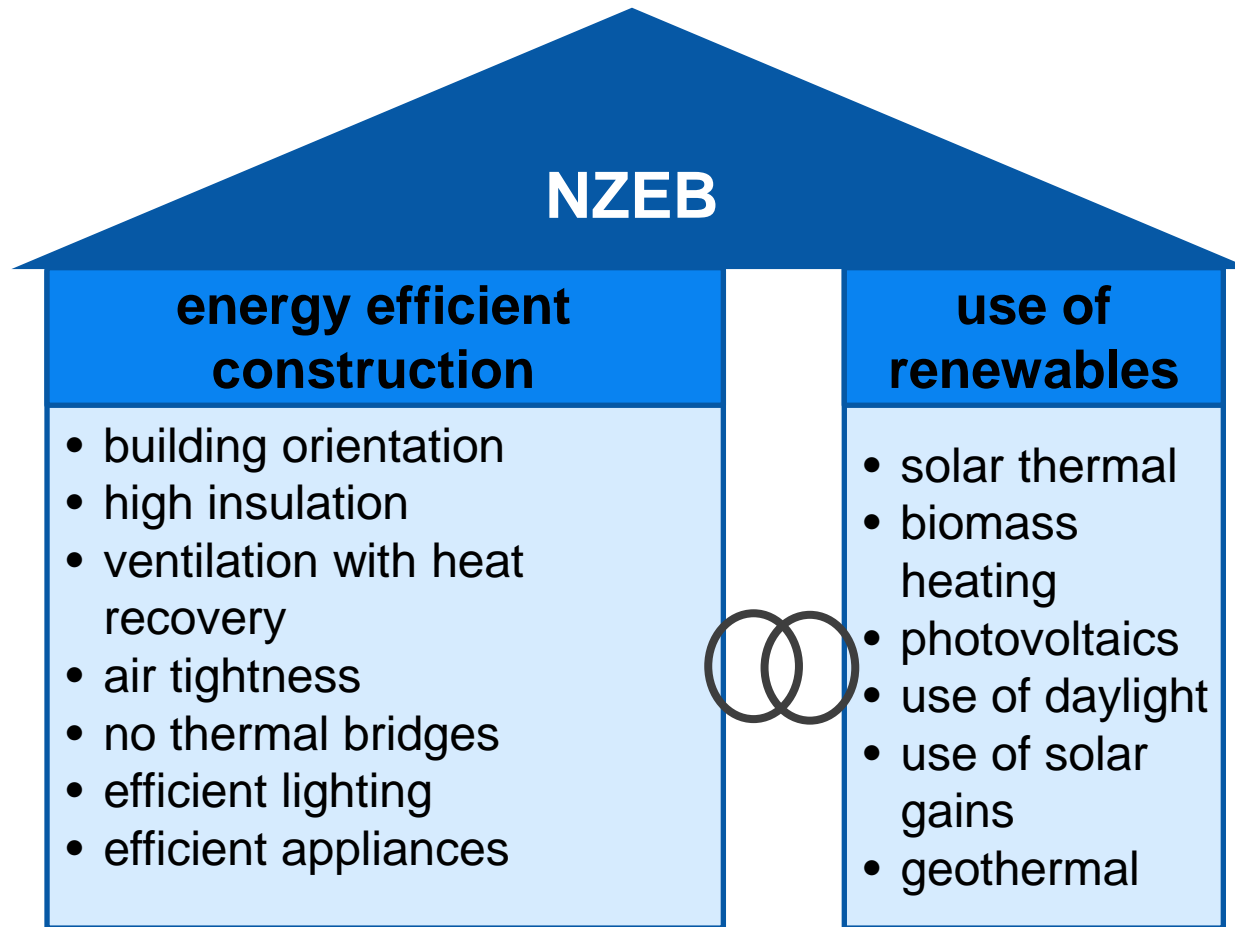 NZEB
energy efficient
construction
• building orientation
• high insulation
• ventilation with heat
recovery
• air tightness
• no thermal bridges
• efficient lighting
• efficient appliances
use of
renewables
• solar thermal
• biomass
heating
• photovoltaics
• use of daylight
• use of solar
gains
• geothermal